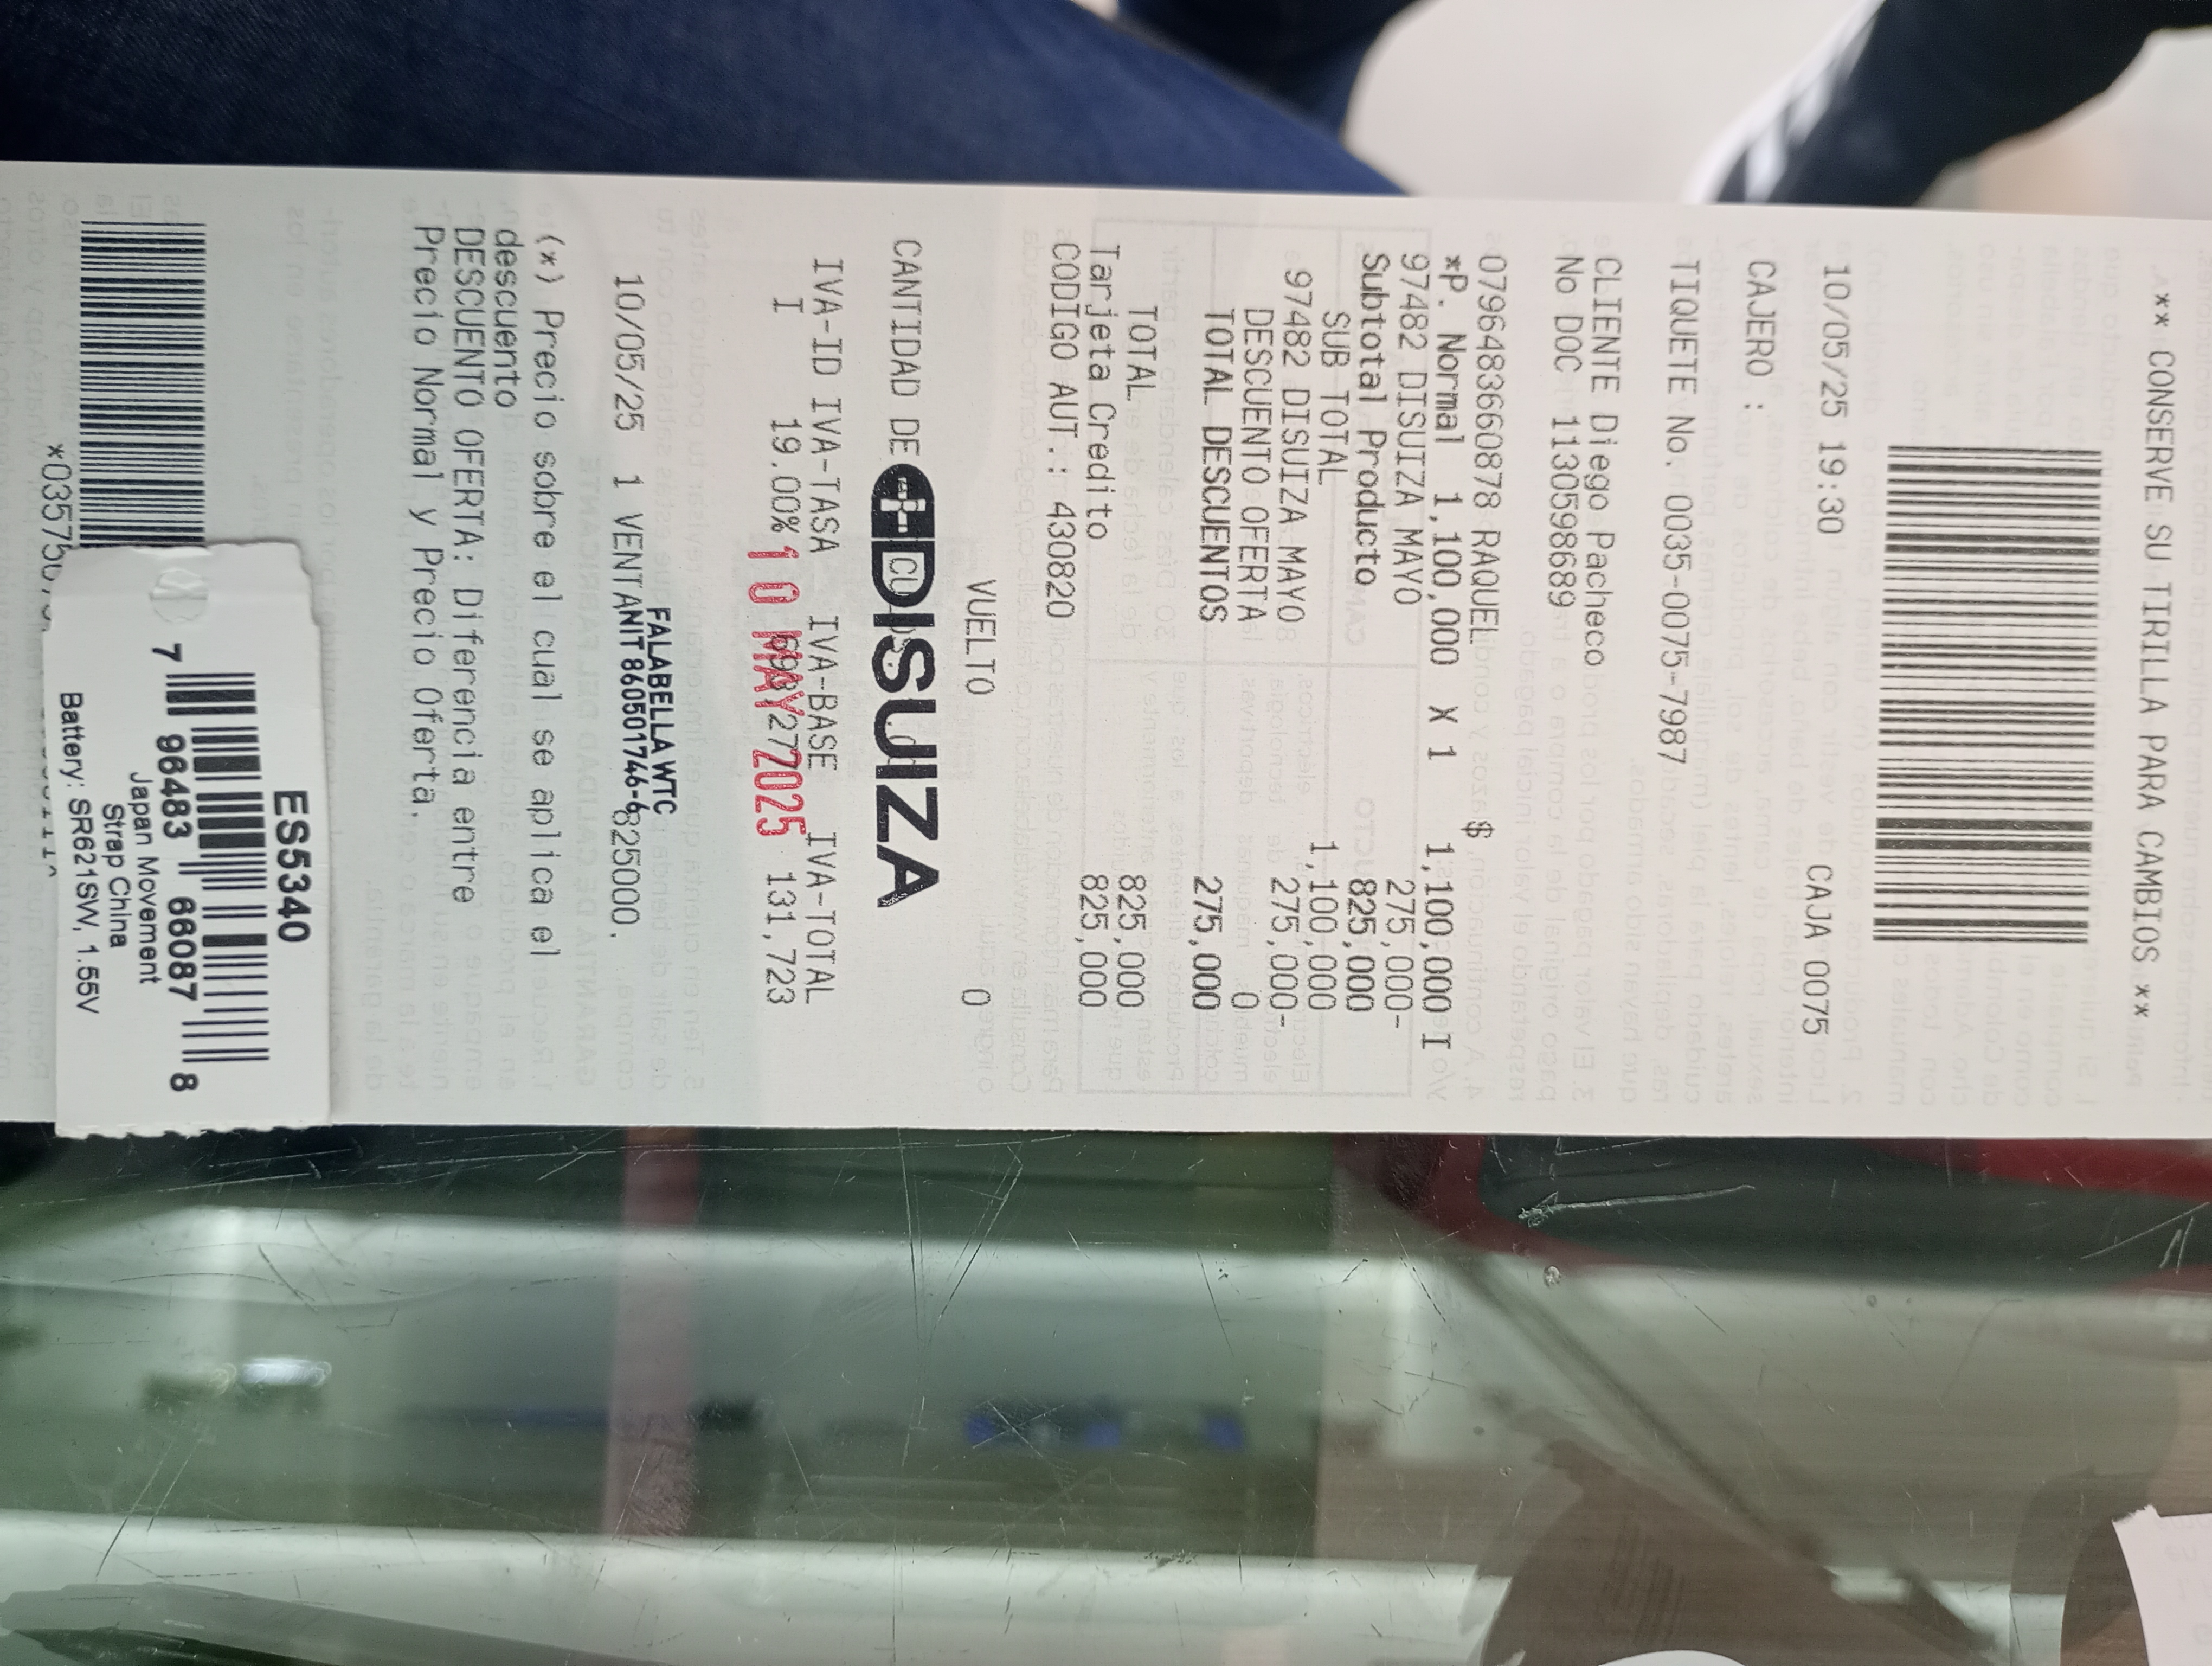 ** CONSERVE SU TIRILLA PARA CAMBIOS **
10/05/25 19:30 CAJA 0075
CAJERO :
TIQUETE No. 0035-0075-7987
CLIENTE Diego Pacheco
No DOC 1130598689
0796483660878 RAQUEL $
*P. Normal 1,100,000 X 1 1,100,000 I
97482 DISUIZA MAYO 275,000-
Subtotal Producto 825,000
SUB TOTAL 1,100,000
97482 DISUIZA MAYO 275,000-
DESCUENTO OFERTA 0
TOTAL DESCUENTOS 275,000
TOTAL 825,000
Tarjeta Credito 825,000
CODIGO AUT.: 430820
VUELTO 0
CANTIDAD DE
DISUIZA
IVA-ID IVA-TASA IVA-BASE IVA-TOTAL
I 19.00% 693,277 131,723
10 MAY 2025
FALABELLA WTC
NIT 860501746-6
10/05/25 1 VENTA 825000.
(*) Precio sobre el cual se aplica el
descuento
DESCUENTO OFERTA: Diferencia entre
Precio Normal y Precio Oferta.
ES5340
7 96483 66087 8
Japan Movement
Strap China
Battery: SR621SW, 1.55V